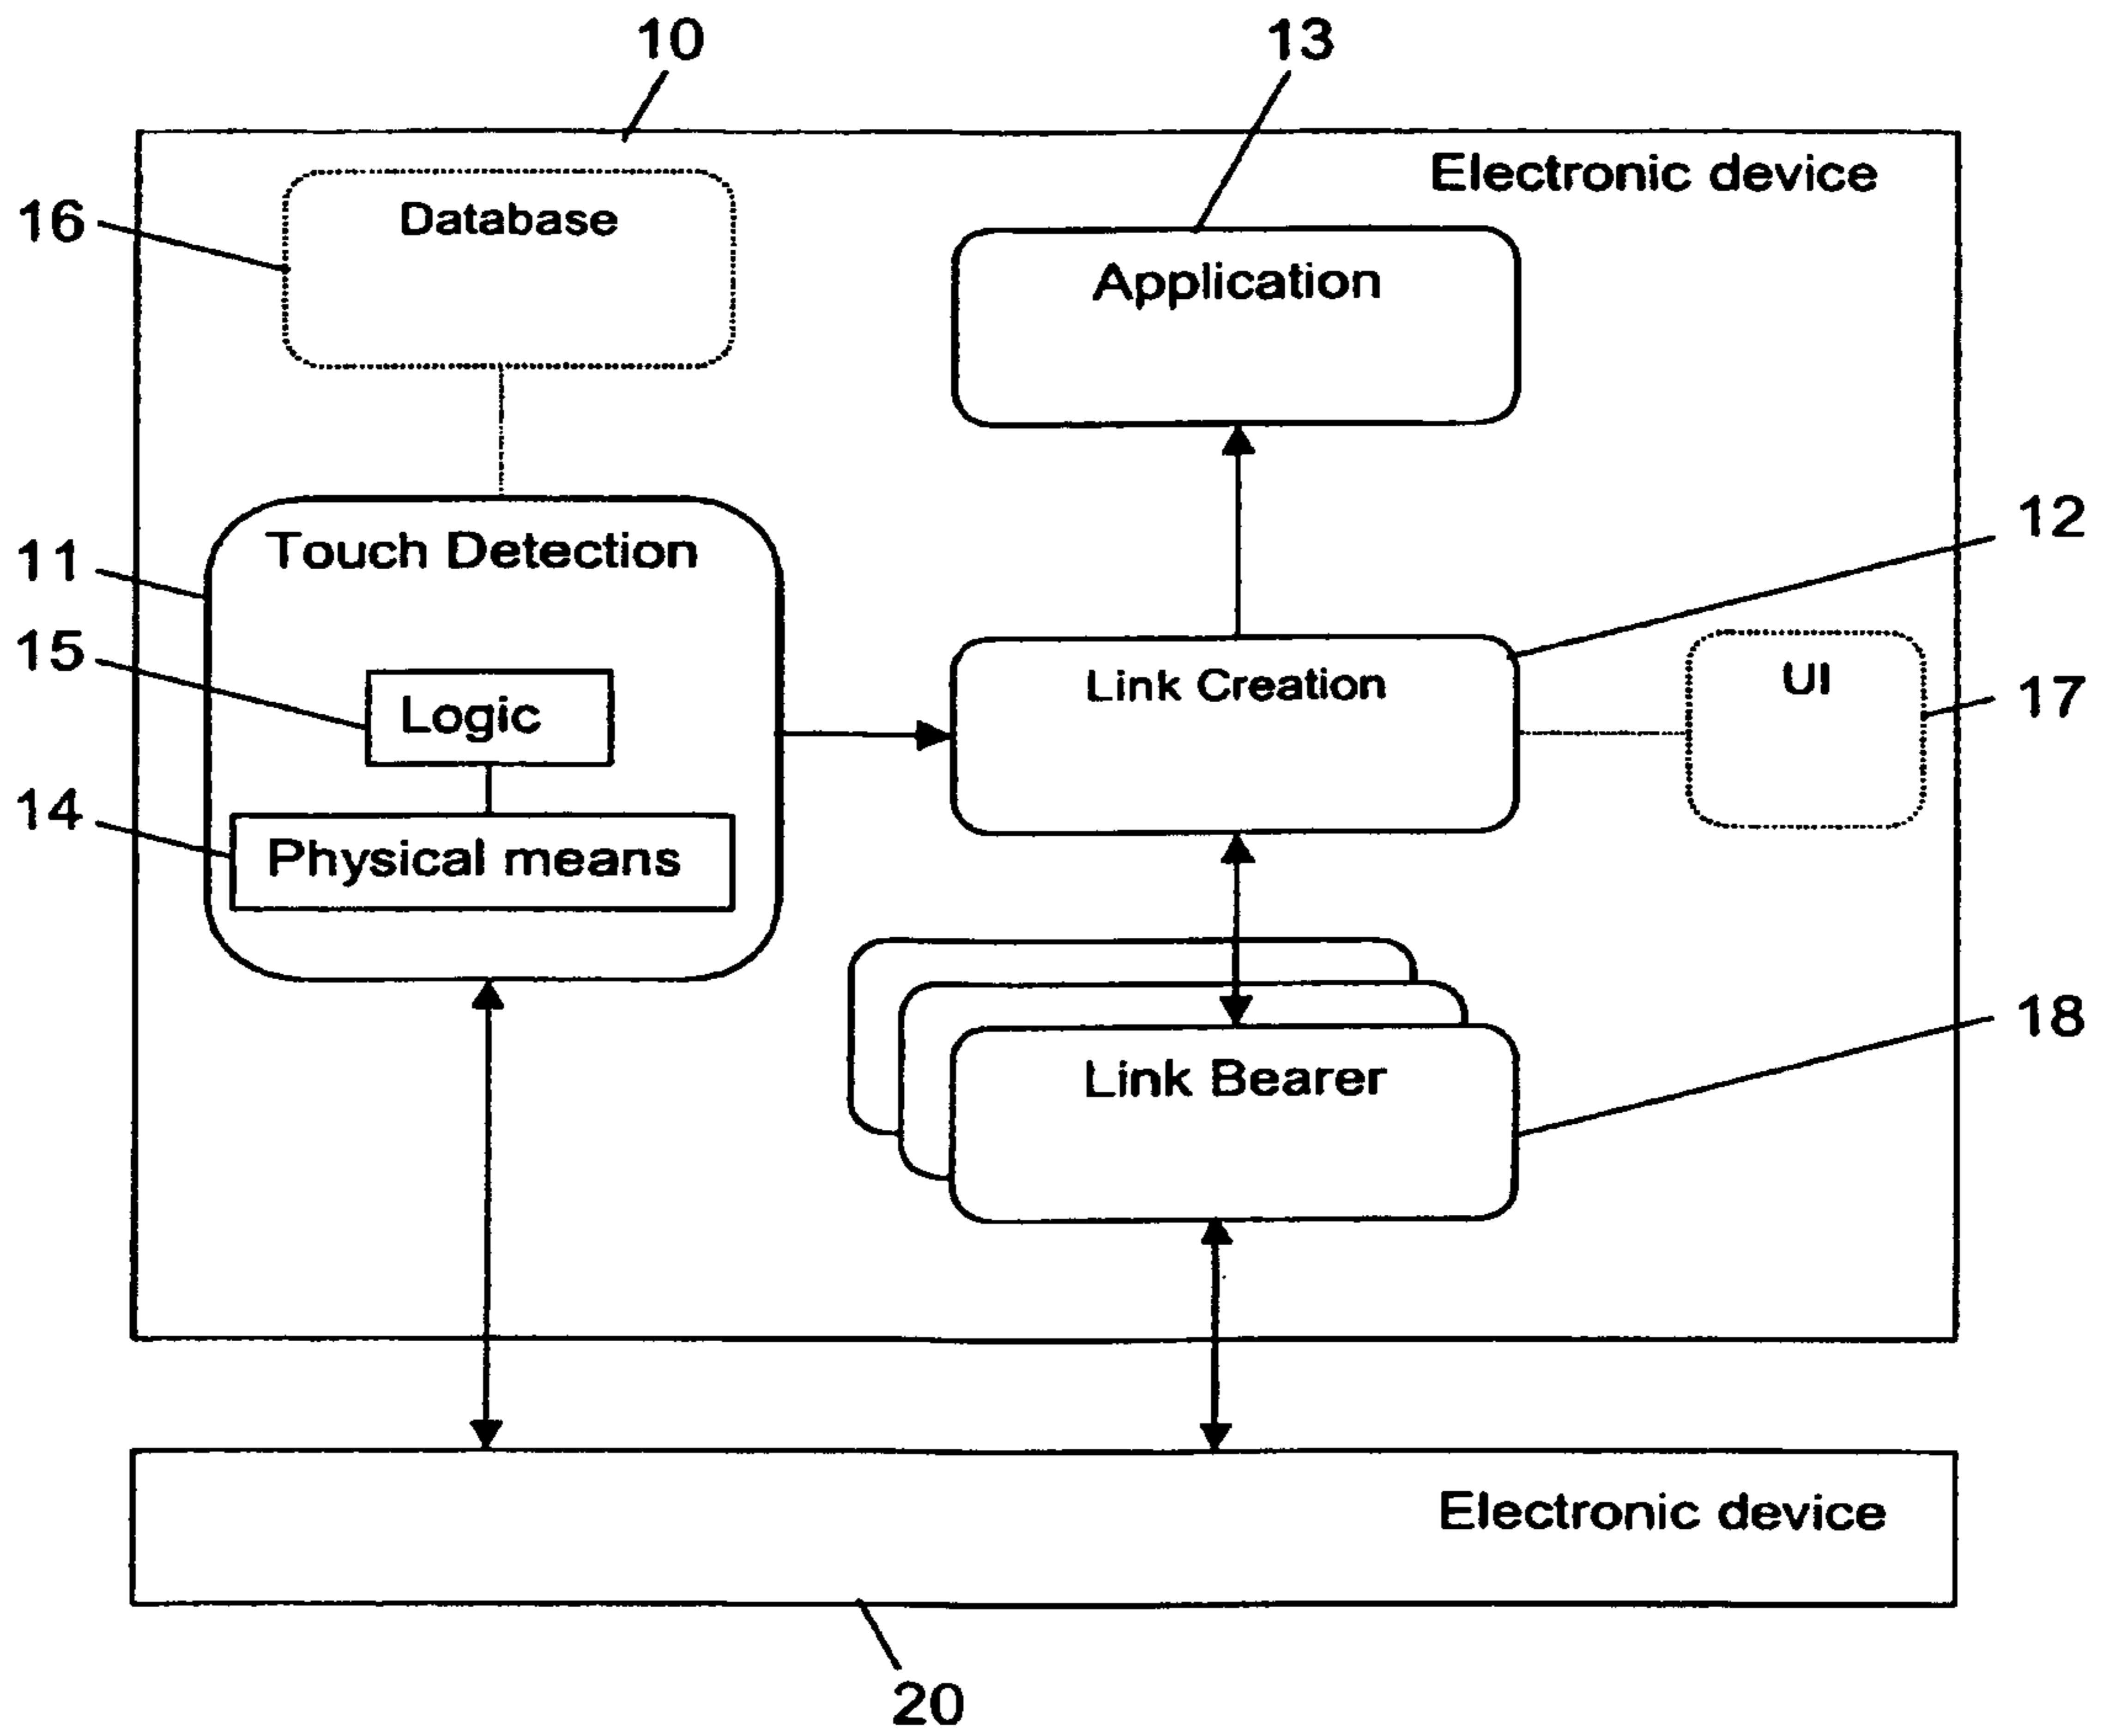 10
13
Electronic device
16
Database
Application
12
11
Touch Detection
15
Logic
Link Creation
UI
17
14
Physical means
18
Link Bearer
Electronic device
20